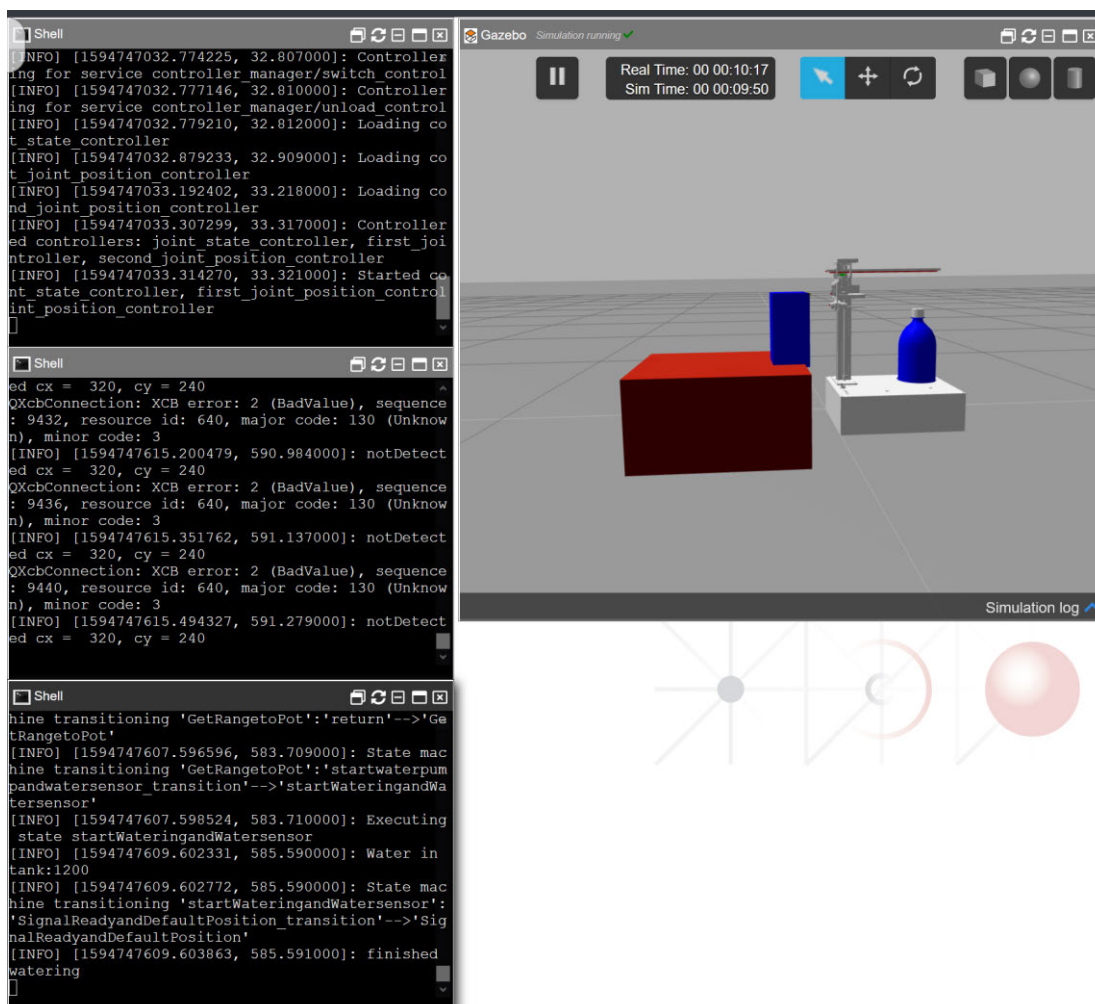 Shell
[INFO] [1594747032.774225, 32.807000]: Controller
ing for service controller_manager/switch_control
[INFO] [1594747032.777146, 32.810000]: Controller
ing for service controller_manager/unload_control
[INFO] [1594747032.779210, 32.812000]: Loading co
t_state_controller
[INFO] [1594747032.879233, 32.909000]: Loading co
t_joint_position_controller
[INFO] [1594747033.192402, 33.218000]: Loading co
nd_joint_position_controller
[INFO] [1594747033.307299, 33.317000]: Controller
ed controllers: joint_state_controller, first_joi
ntroller, second_joint_position_controller
[INFO] [1594747033.314270, 33.321000]: Started co
nt_state_controller, first_joint_position_control
int_position_controller
Shell
ed cx =  320, cy = 240
QXcbConnection: XCB error: 2 (BadValue), sequence
: 9432, resource id: 640, major code: 130 (Unknow
n), minor code: 3
[INFO] [1594747615.200479, 590.984000]: notDetect
ed cx =  320, cy = 240
QXcbConnection: XCB error: 2 (BadValue), sequence
: 9436, resource id: 640, major code: 130 (Unknow
n), minor code: 3
[INFO] [1594747615.351762, 591.137000]: notDetect
ed cx =  320, cy = 240
QXcbConnection: XCB error: 2 (BadValue), sequence
: 9440, resource id: 640, major code: 130 (Unknow
n), minor code: 3
[INFO] [1594747615.494327, 591.279000]: notDetect
ed cx =  320, cy = 240
Shell
hine transitioning 'GetRangetoPot':'return'-->'Ge
tRangetoPot'
[INFO] [1594747607.596596, 583.709000]: State mac
hine transitioning 'GetRangetoPot':'startwaterpum
pandwatersensor_transition'-->'startWateringandWa
tersensor'
[INFO] [1594747607.598524, 583.710000]: Executing
 state startWateringandWatersensor
[INFO] [1594747609.602331, 585.590000]: Water in
tank:1200
[INFO] [1594747609.602772, 585.590000]: State mac
hine transitioning 'startWateringandWatersensor':
'SignalReadyandDefaultPosition_transition'-->'Sig
nalReadyandDefaultPosition'
[INFO] [1594747609.603863, 585.591000]: finished
watering
Gazebo Simulation running
Real Time: 00 00:10:17
Sim Time: 00 00:09:50
Simulation log